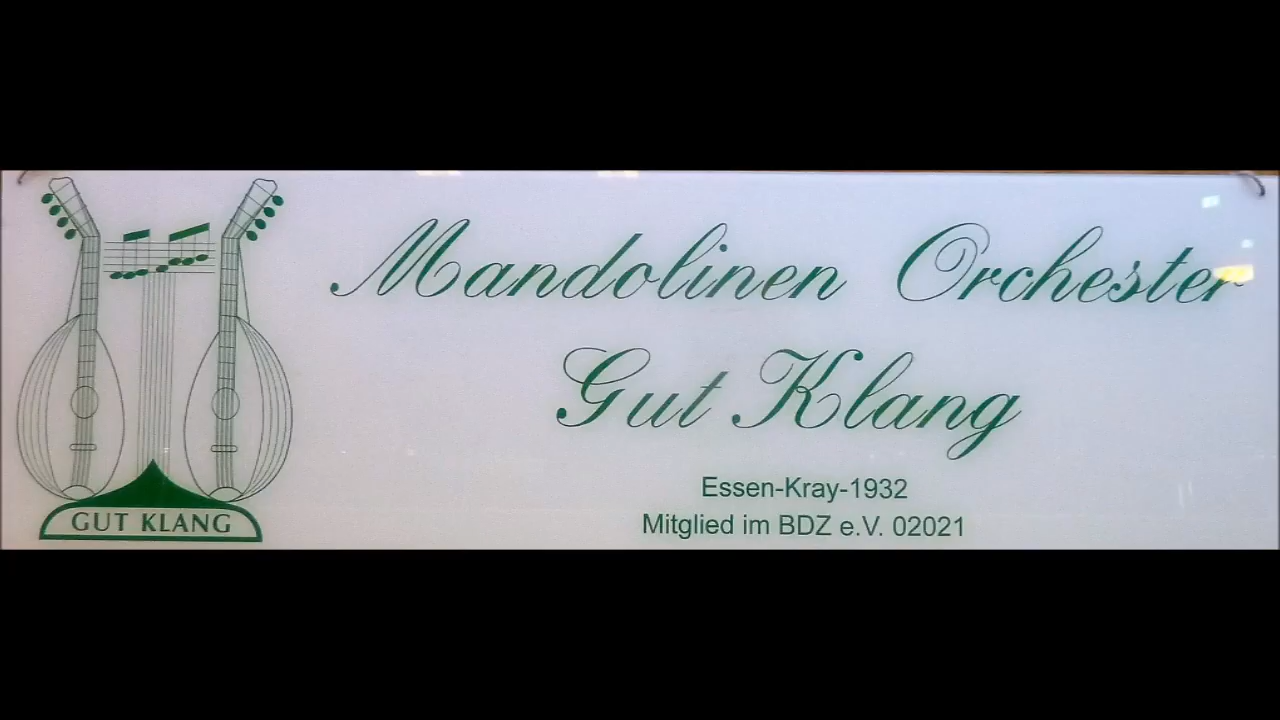 Mandolinen Orchester
Gut Klang
Essen-Kray-1932
Mitglied im BDZ e.V. 02021
GUT KLANG